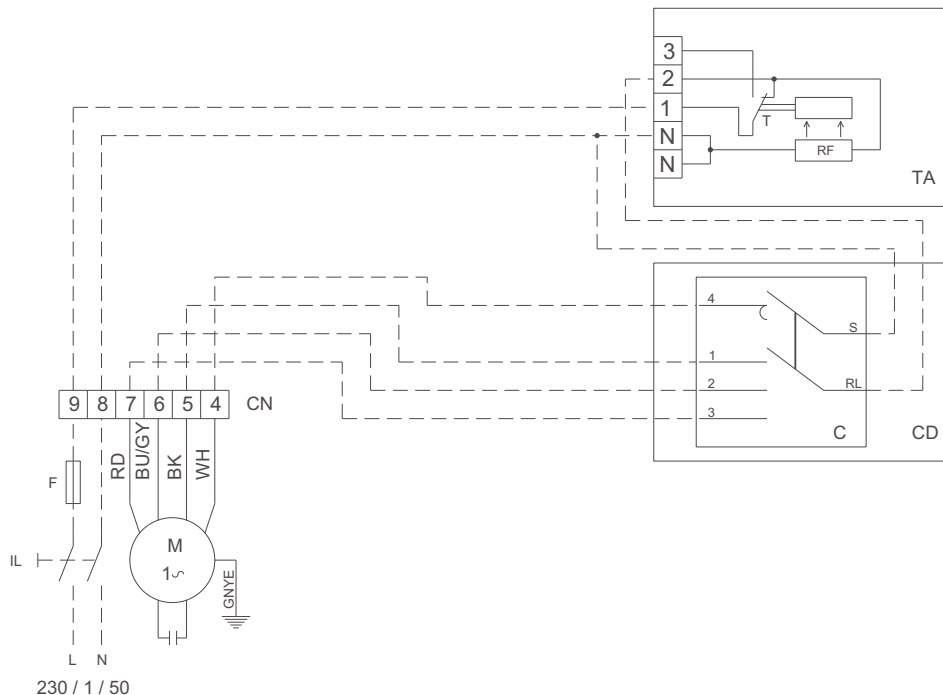 3
2
1
N
N
T
RF
TA
4
S
1
2
RL
3
C
CD
9 8 7 6 5 4 CN
RD
BU/GY
BK
WH
F
M
1~
IL
GNYE
L N
230 / 1 / 50